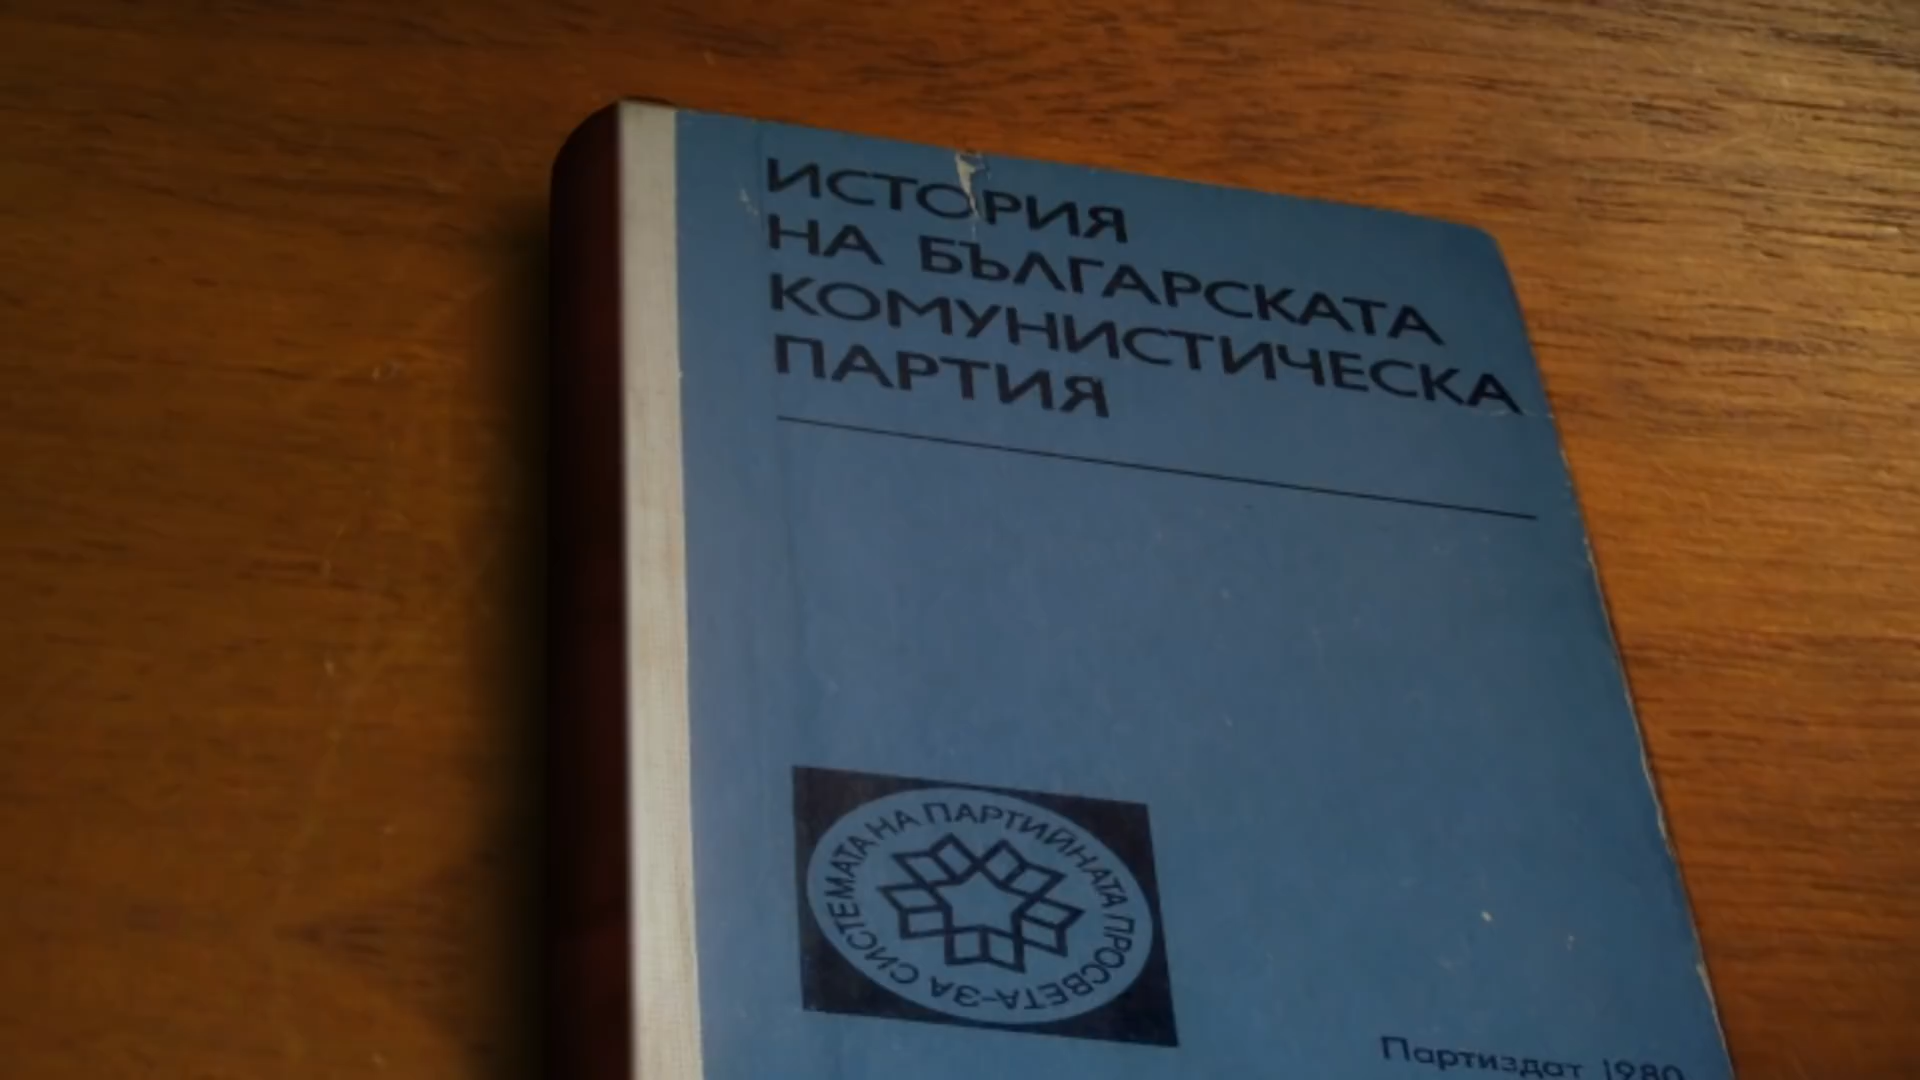 ИСТОРИЯ
НА БЪЛГАРСКАТА
КОМУНИСТИЧЕСКА
ПАРТИЯ
ЗА СИСТЕМАТА НА ПАРТИЙНАТА ПРОСВЕТА-
Партиздат 1980